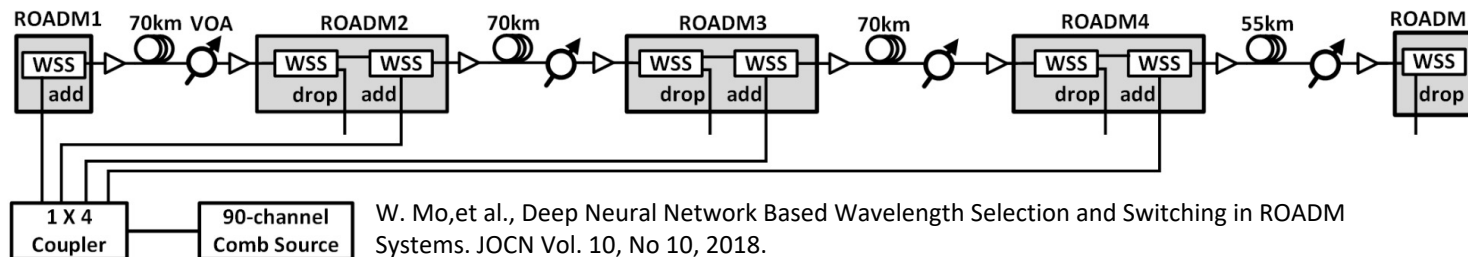 ROADM1 70km VOA ROADM2 70km ROADM3 70km ROADM4 55km ROADM
WSS WSS WSS WSS WSS WSS WSS WSS
add drop add drop add drop add drop
1 X 4 Coupler
90-channel Comb Source
W. Mo,et al., Deep Neural Network Based Wavelength Selection and Switching in ROADM
Systems. JOCN Vol. 10, No 10, 2018.